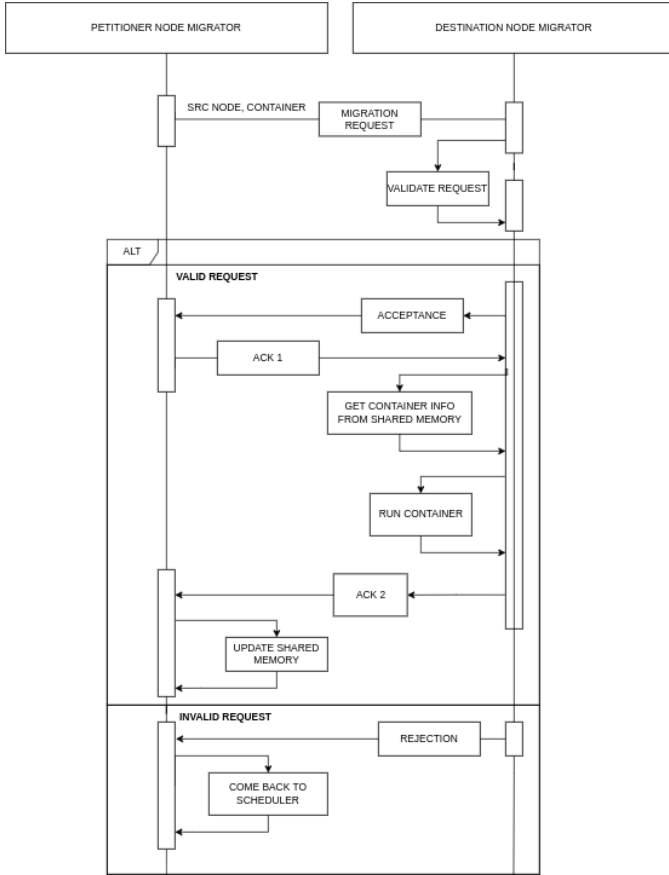 PETITIONER NODE MIGRATOR
DESTINATION NODE MIGRATOR
SRC NODE, CONTAINER
MIGRATION
REQUEST
VALIDATE REQUEST
ALT
VALID REQUEST
ACCEPTANCE
ACK 1
GET CONTAINER INFO
FROM SHARED MEMORY
RUN CONTAINER
ACK 2
UPDATE SHARED
MEMORY
INVALID REQUEST
REJECTION
COME BACK TO
SCHEDULER